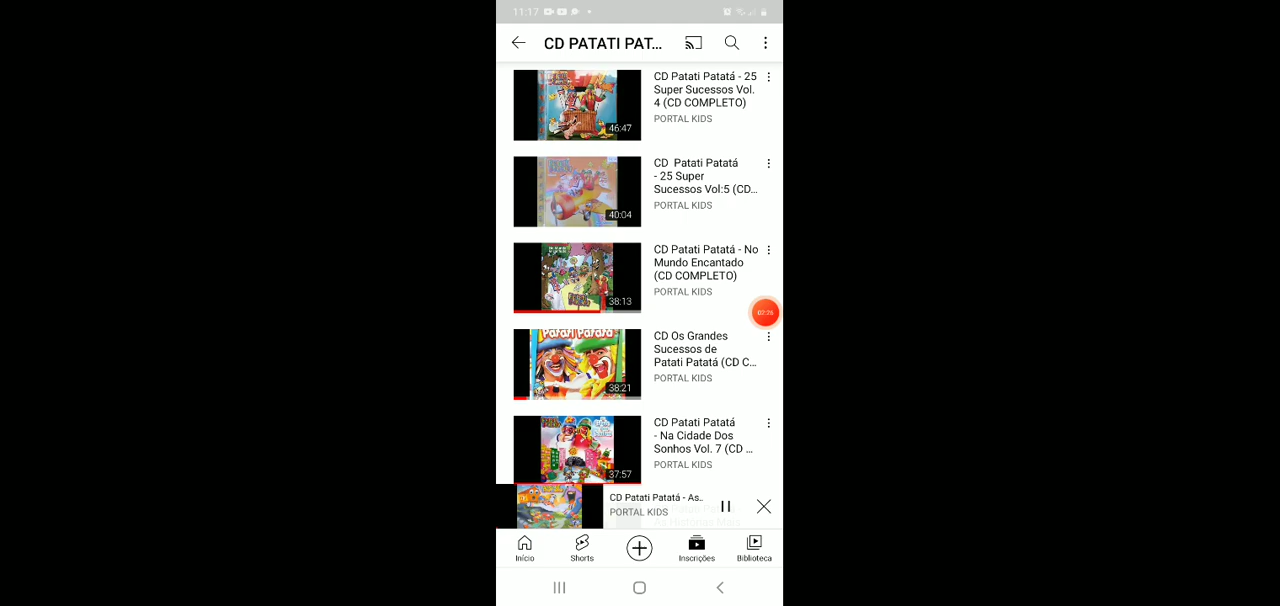 11:17
CD PATATI PAT...
CD Patati Patatá - 25
Super Sucessos Vol.
4 (CD COMPLETO)
PORTAL KIDS
46:47
CD  Patati Patatá
- 25 Super
Sucessos Vol:5 (CD...
PORTAL KIDS
40:04
CD Patati Patatá - No
Mundo Encantado
(CD COMPLETO)
PORTAL KIDS
38:13
02:26
CD Os Grandes
Sucessos de
Patati Patatá (CD C...
PORTAL KIDS
Patati Patatá
38:21
CD Patati Patatá
- Na Cidade Dos
Sonhos Vol. 7 (CD ...
PORTAL KIDS
37:57
CD Patati Patatá - As..
PORTAL KIDS
Início
Shorts
Inscrições
Biblioteca